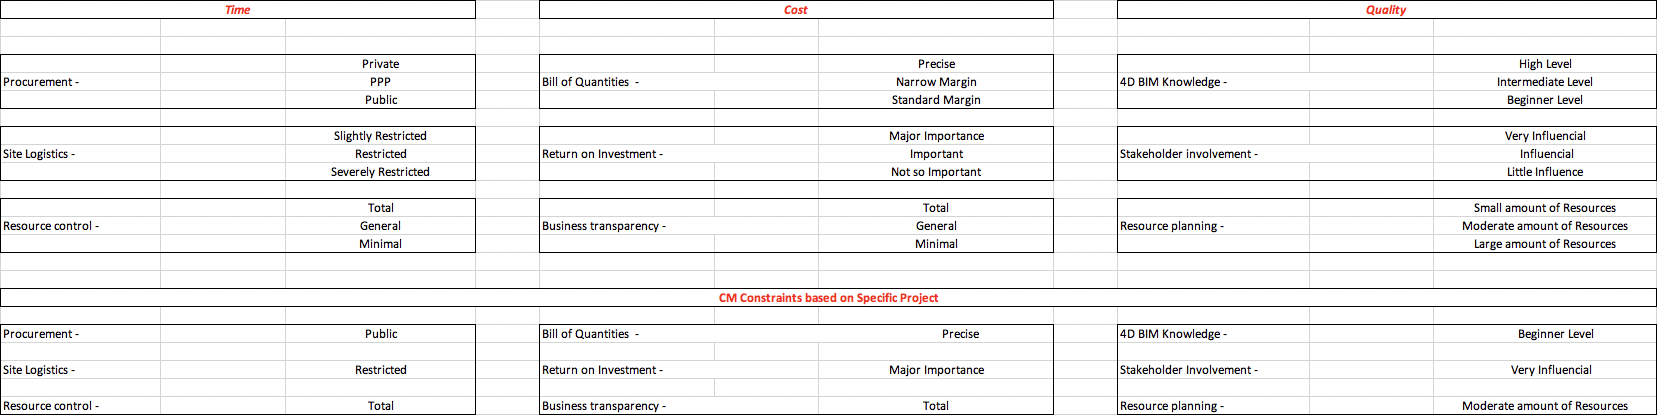 Time Cost Quality
Private Precise High Level
Procurement - PPP Bill of Quantities - Narrow Margin 4D BIM Knowledge - Intermediate Level
Public Standard Margin Beginner Level
Slightly Restricted Major Importance Very Influencial
Site Logistics - Restricted Return on Investment - Important Stakeholder involvement - Influencial
Severely Restricted Not so Important Little Influence
Total Total Small amount of Resources
Resource control - General Business transparency - General Resource planning - Moderate amount of Resources
Minimal Minimal Large amount of Resources
CM Constraints based on Specific Project
Procurement - Public Bill of Quantities - Precise 4D BIM Knowledge - Beginner Level
Site Logistics - Restricted Return on Investment - Major Importance Stakeholder Involvement - Very Influencial
Resource control - Total Business transparency - Total Resource planning - Moderate amount of Resources